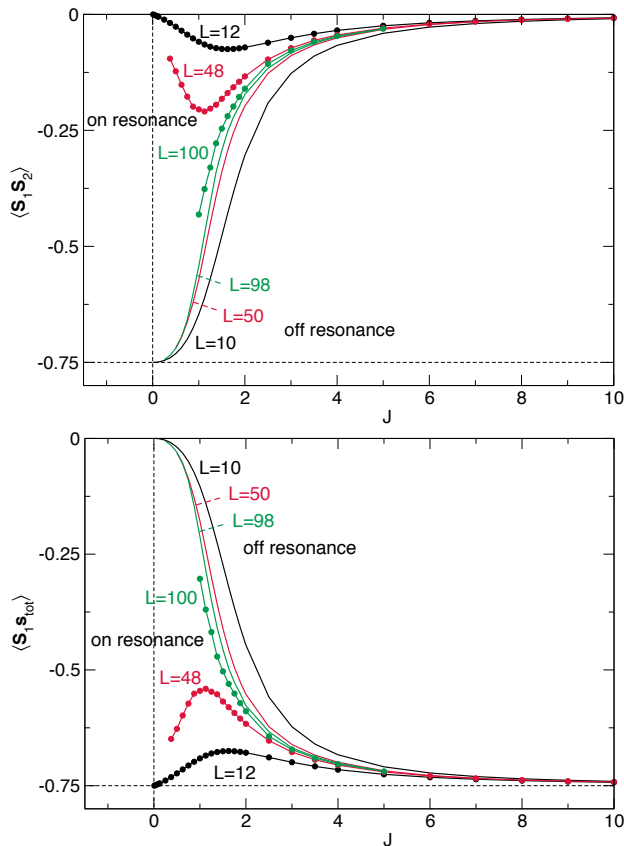 0
L=12
L=48
on resonance
-0.25
L=100
⟨S₁S₂⟩
-0.5
L=98
L=50
off resonance
L=10
-0.75
0 2 4 6 8 10
J
0
L=10
L=50
L=98
off resonance
-0.25
L=100
⟨S₁s_tot⟩
on resonance
-0.5
L=48
L=12
-0.75
0 2 4 6 8 10
J